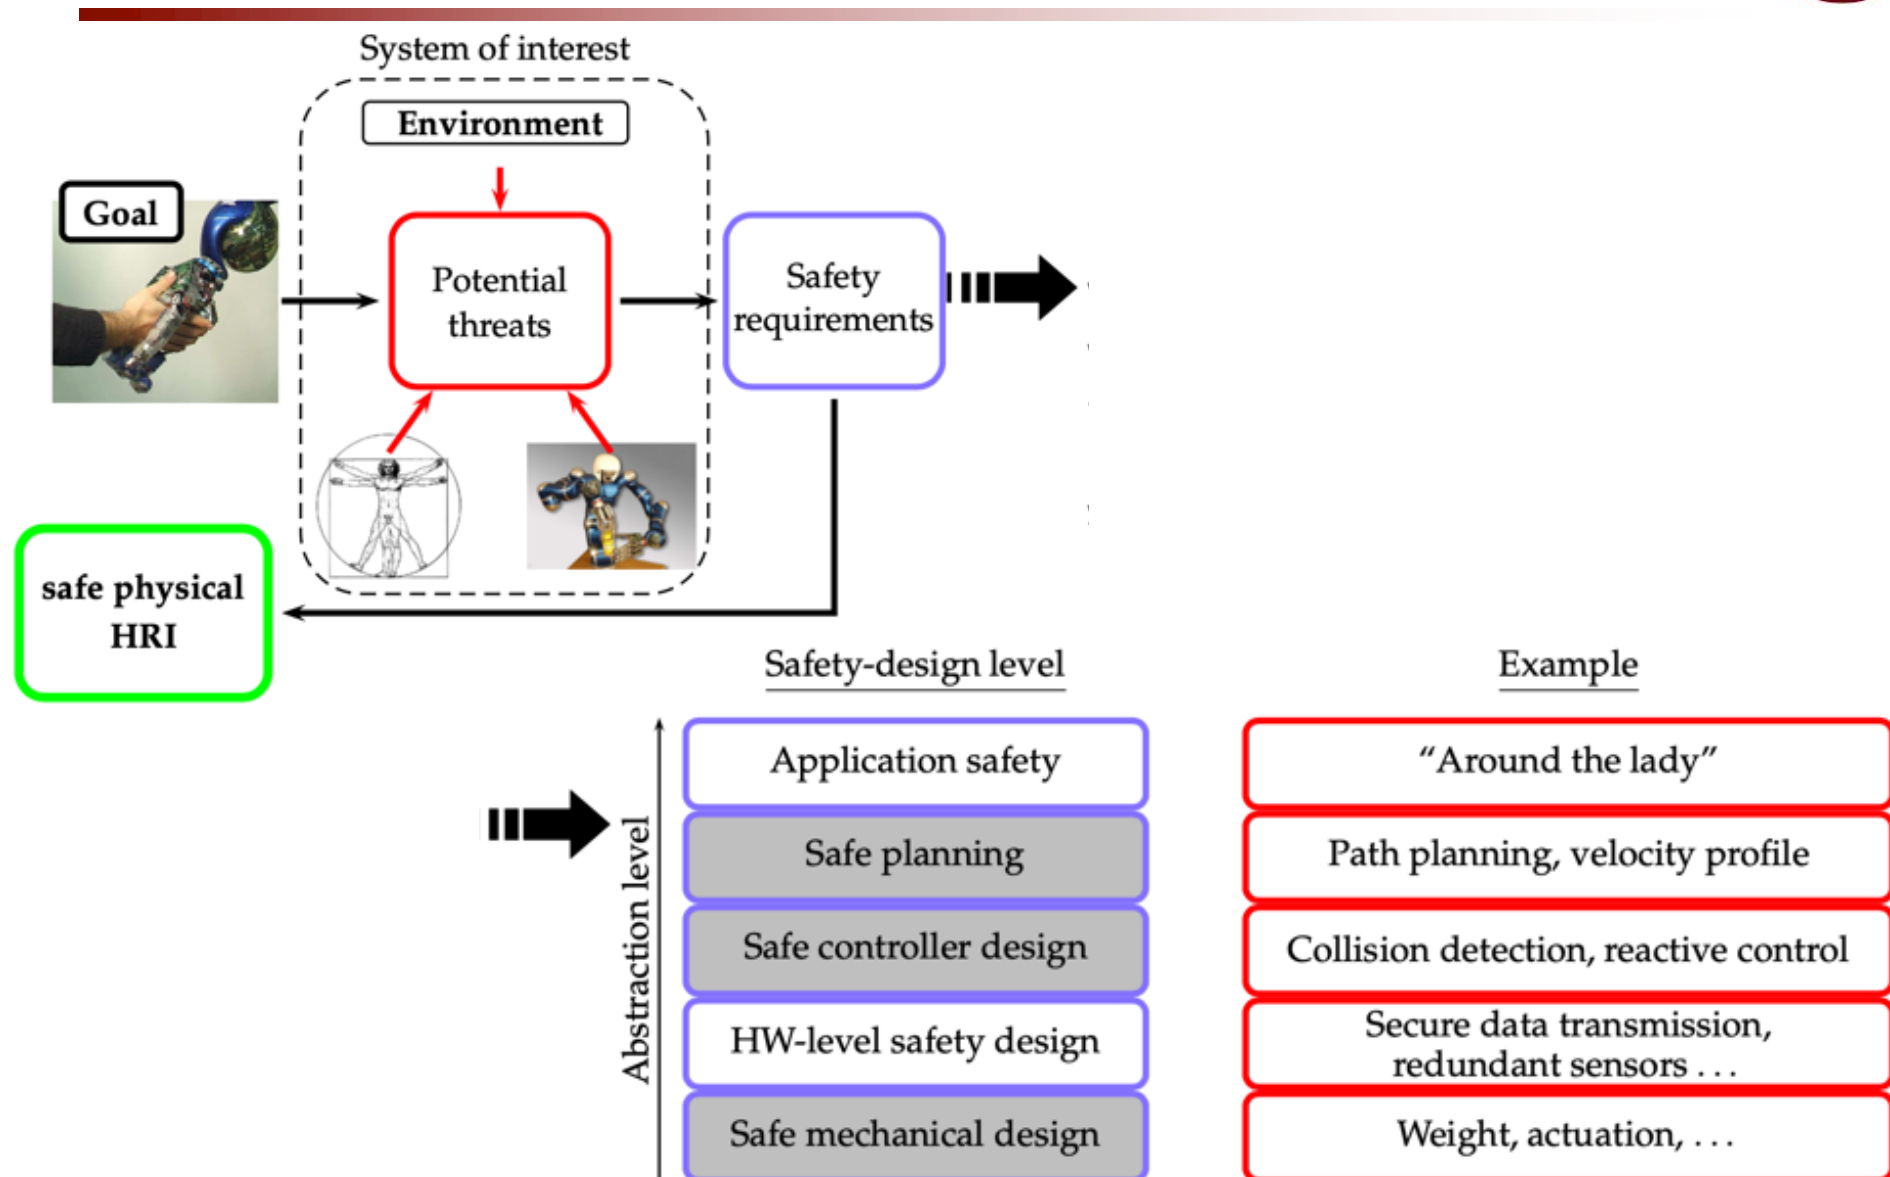 System of interest
Environment
Goal
Potential
threats
Safety
requirements
safe physical
HRI
Safety-design level
Example
Abstraction level
Application safety
“Around the lady”
Safe planning
Path planning, velocity profile
Safe controller design
Collision detection, reactive control
HW-level safety design
Secure data transmission,
redundant sensors . . .
Safe mechanical design
Weight, actuation, . . .